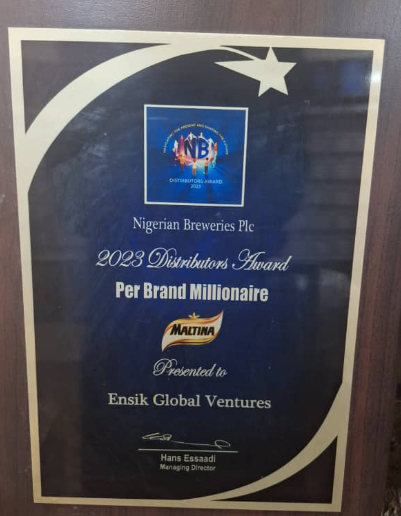 NB
DISTRIBUTORS AWARD
2023
Nigerian Breweries Plc
2023 Distributors Award
Per Brand Millionaire
MALTINA
Presented to
Ensik Global Ventures
Hans Essaadi
Managing Director